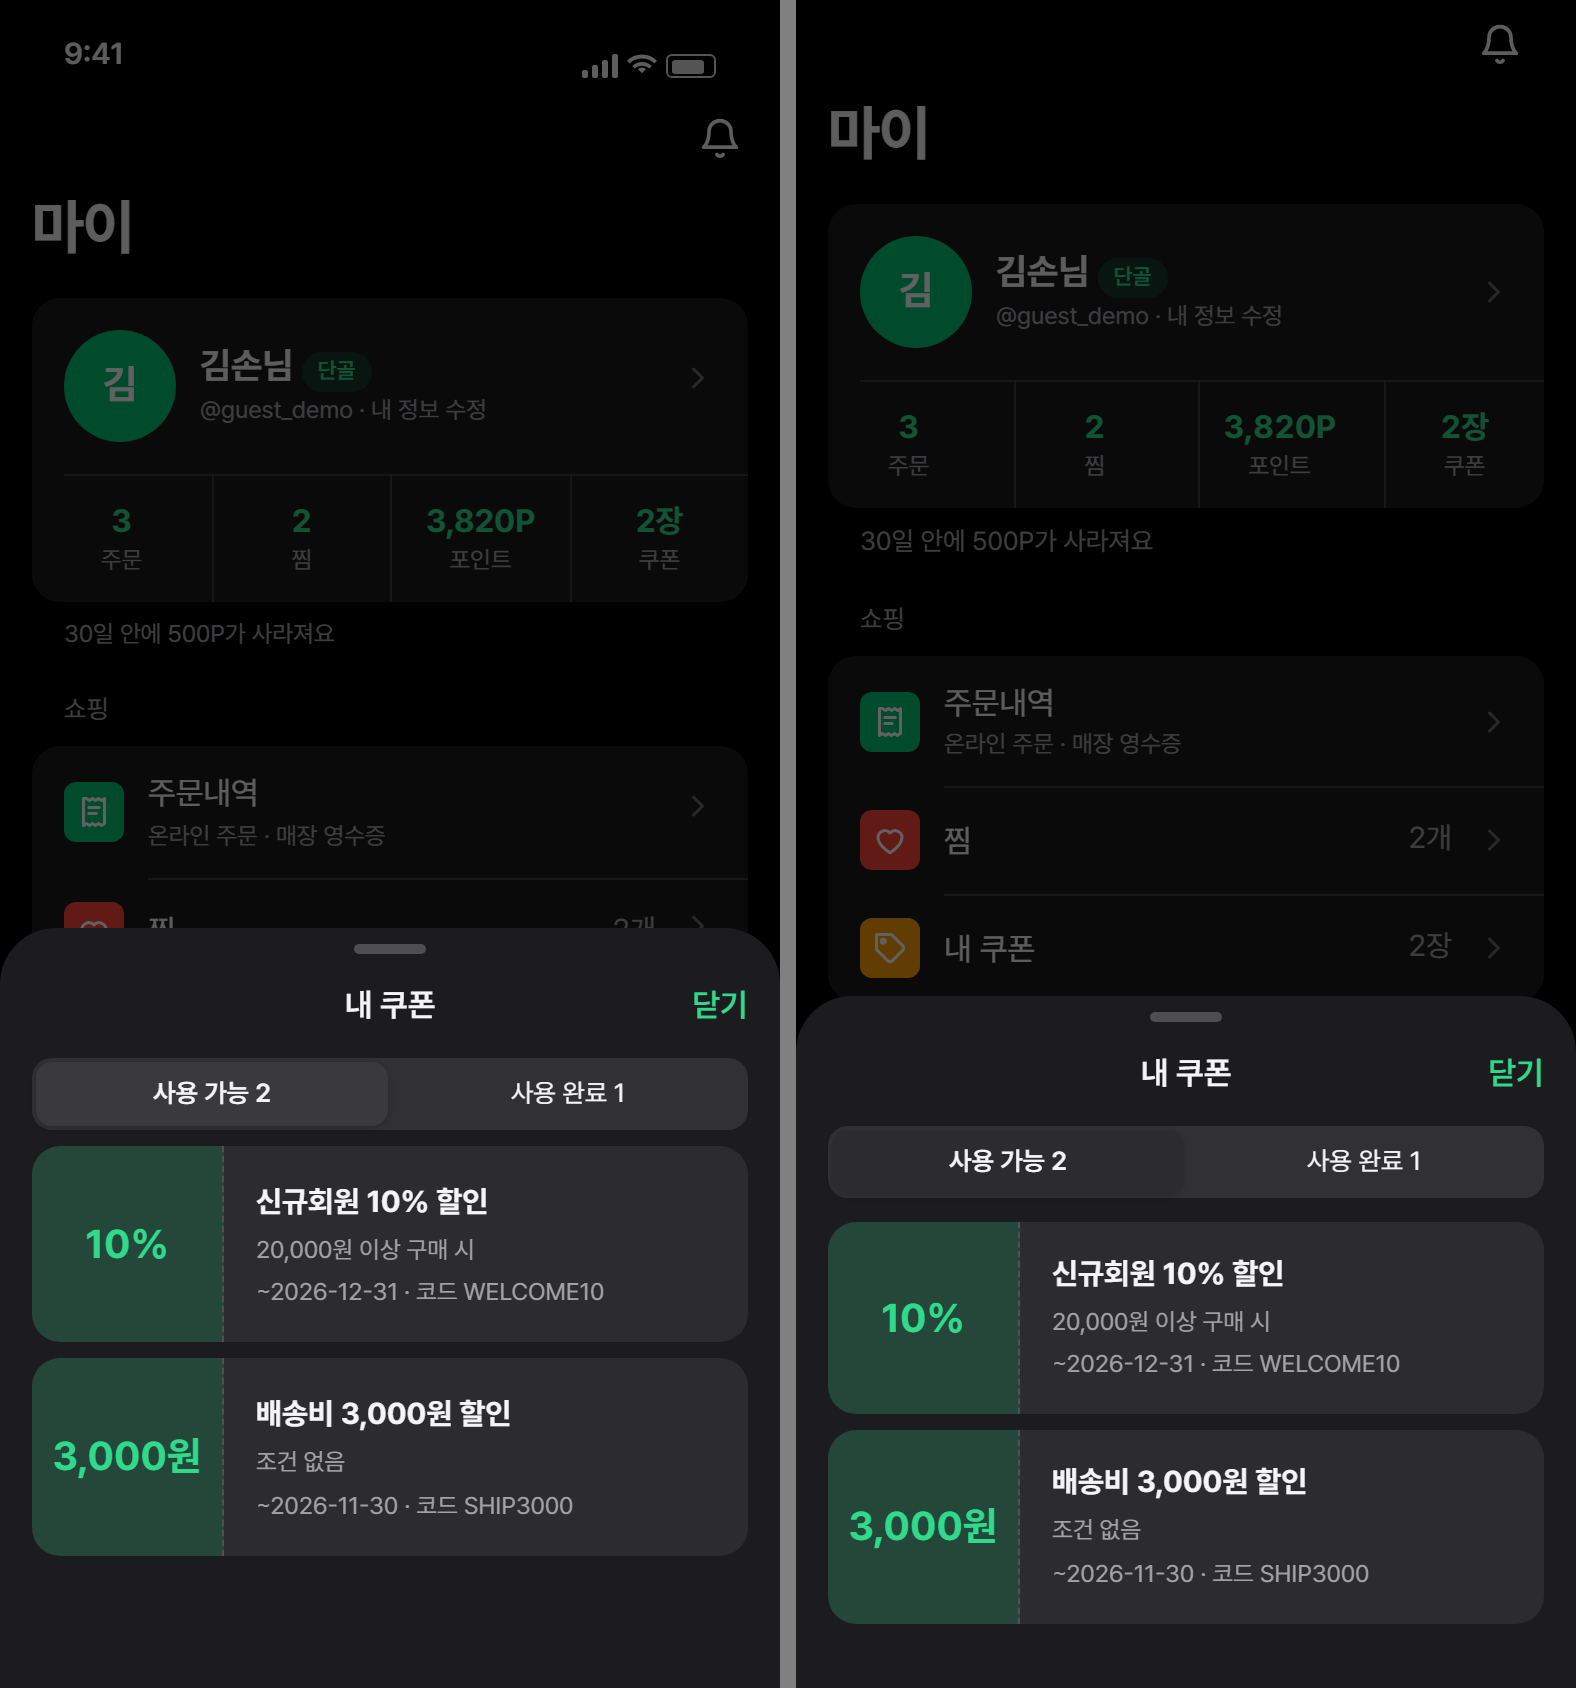 9:41
마이
김
김손님 단골
@guest_demo · 내 정보 수정
3
주문
2
찜
3,820P
포인트
2장
쿠폰
30일 안에 500P가 사라져요
쇼핑
주문내역
온라인 주문 · 매장 영수증
찜
2개
내 쿠폰
닫기
사용 가능 2
사용 완료 1
10%
신규회원 10% 할인
20,000원 이상 구매 시
~2026-12-31 · 코드 WELCOME10
3,000원
배송비 3,000원 할인
조건 없음
~2026-11-30 · 코드 SHIP3000
마이
김
김손님 단골
@guest_demo · 내 정보 수정
3
주문
2
찜
3,820P
포인트
2장
쿠폰
30일 안에 500P가 사라져요
쇼핑
주문내역
온라인 주문 · 매장 영수증
찜
2개
내 쿠폰
2장
내 쿠폰
닫기
사용 가능 2
사용 완료 1
10%
신규회원 10% 할인
20,000원 이상 구매 시
~2026-12-31 · 코드 WELCOME10
3,000원
배송비 3,000원 할인
조건 없음
~2026-11-30 · 코드 SHIP3000